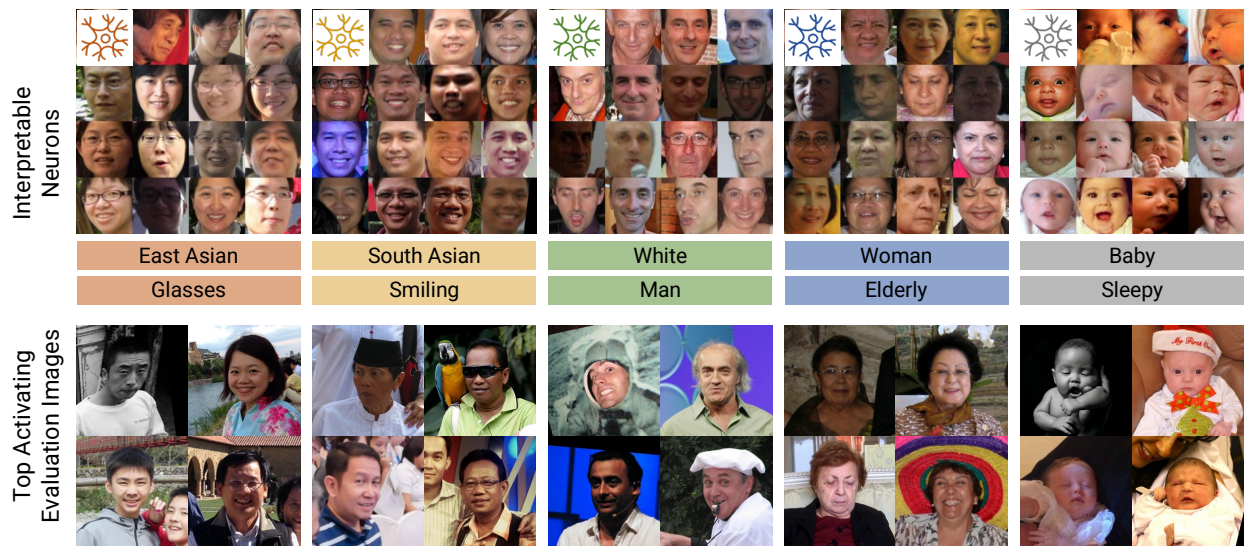 Interpretable
Neurons
East Asian
South Asian
White
Woman
Baby
Glasses
Smiling
Man
Elderly
Sleepy
Top Activating
Evaluation Images
My First